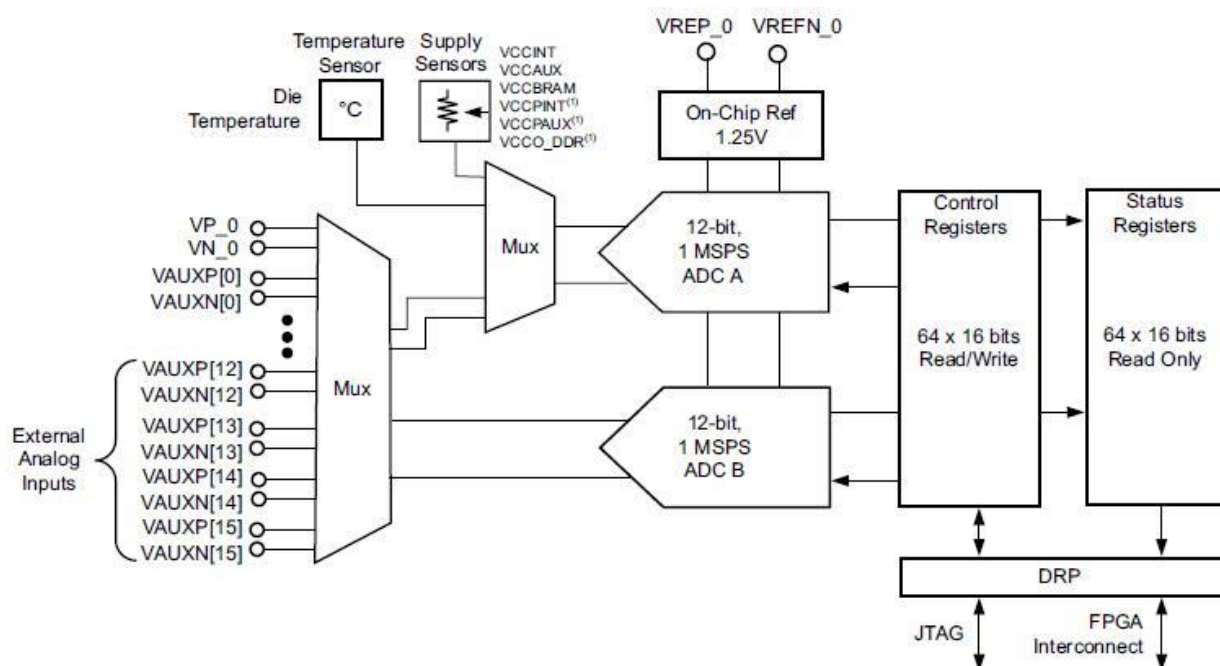 VREP_0
VREFN_0
Temperature
Sensor
Supply
Sensors
VCCINT
VCCAUX
VCCBRAM
VCCPINT(1)
VCCPAUX(1)
VCCO_DDR(1)
Die
Temperature
°C
On-Chip Ref
1.25V
VP_0
VN_0
VAUXP[0]
VAUXN[0]
VAUXP[12]
VAUXN[12]
VAUXP[13]
VAUXN[13]
VAUXP[14]
VAUXN[14]
VAUXP[15]
VAUXN[15]
External
Analog
Inputs
Mux
Mux
12-bit,
1 MSPS
ADC A
12-bit,
1 MSPS
ADC B
Control
Registers
64 x 16 bits
Read/Write
Status
Registers
64 x 16 bits
Read Only
DRP
JTAG
FPGA
Interconnect